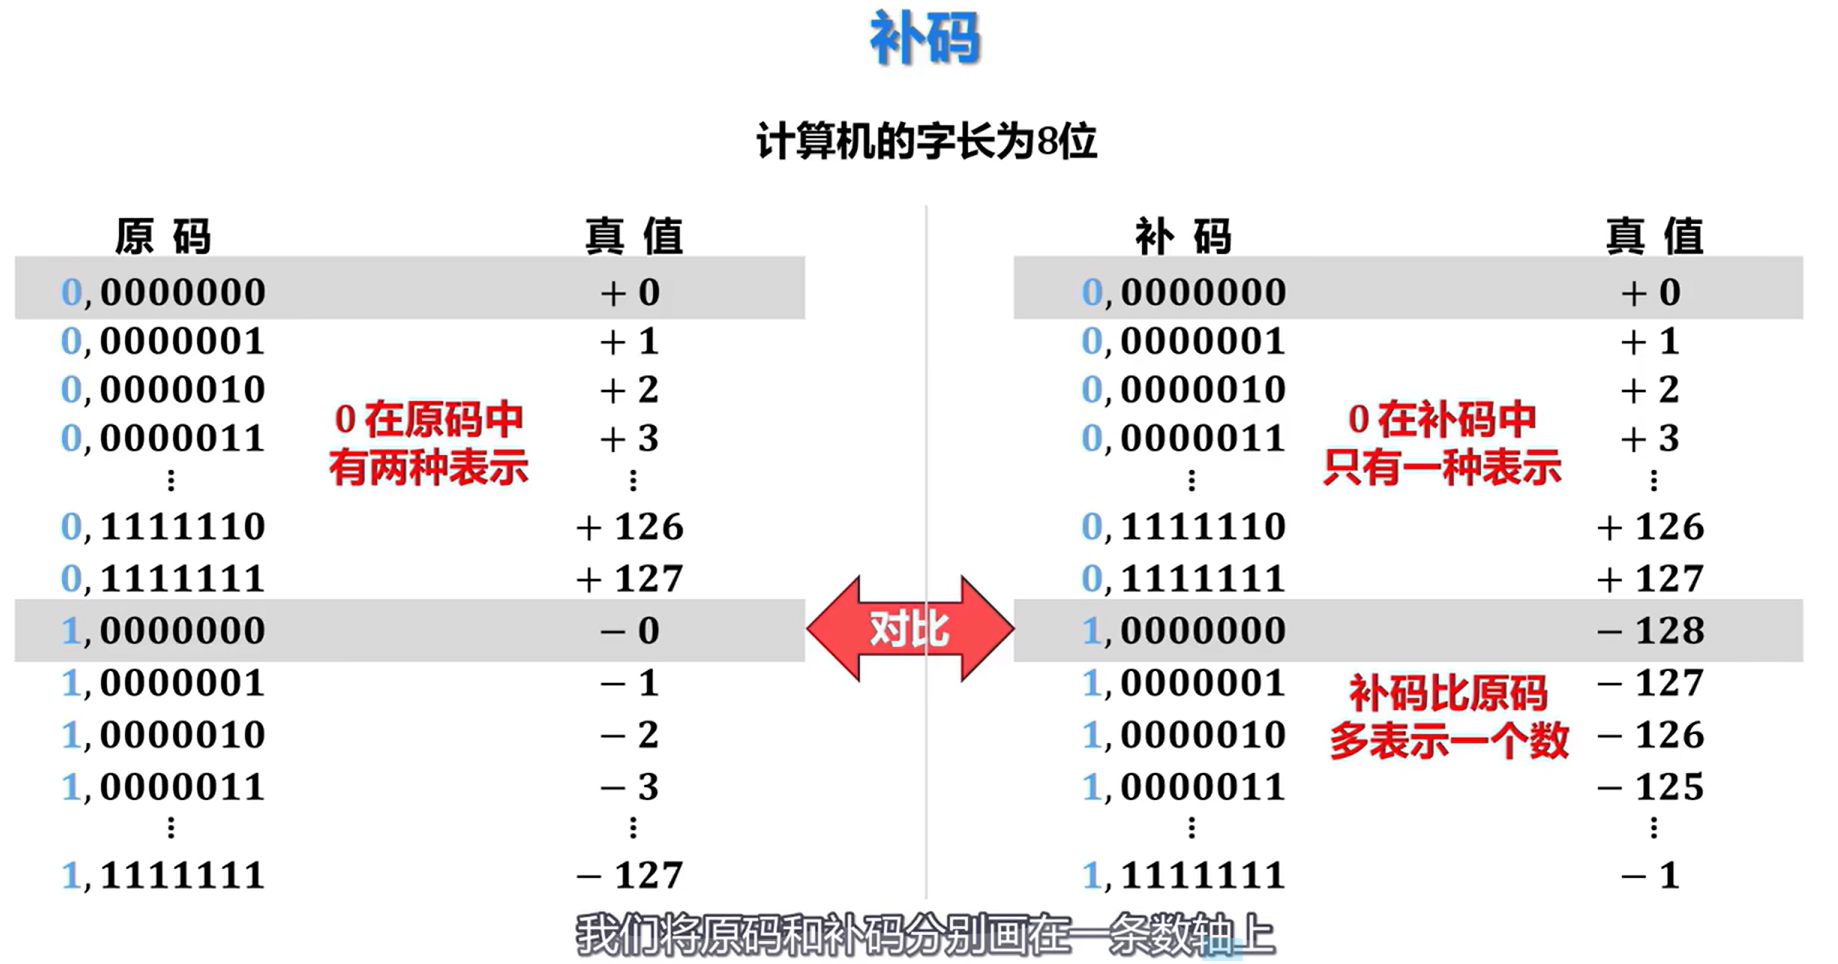 补码
计算机的字长为8位
原 码 真 值
0,0000000 + 0
0,0000001 + 1
0,0000010 + 2
0,0000011 + 3
⋮ ⋮
0,1111110 + 126
0,1111111 + 127
1,0000000 − 0
1,0000001 − 1
1,0000010 − 2
1,0000011 − 3
⋮ ⋮
1,1111111 − 127
0 在原码中
有两种表示
对比
补 码 真 值
0,0000000 + 0
0,0000001 + 1
0,0000010 + 2
0,0000011 + 3
⋮ ⋮
0,1111110 + 126
0,1111111 + 127
1,0000000 − 128
1,0000001 − 127
1,0000010 − 126
1,0000011 − 125
⋮ ⋮
1,1111111 − 1
0 在补码中
只有一种表示
补码比原码
多表示一个数
我们将原码和补码分别画在一条数轴上